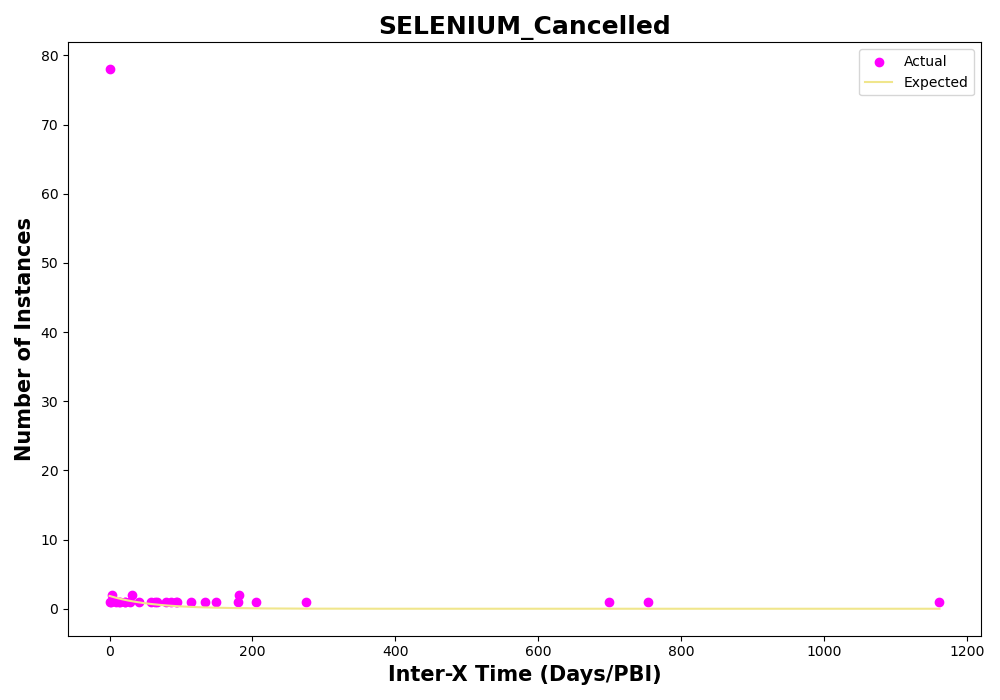 SELENIUM_Cancelled
Actual
Expected
80
70
60
50
40
30
20
10
0
Number of Instances
0 200 400 600 800 1000 1200
Inter-X Time (Days/PBI)